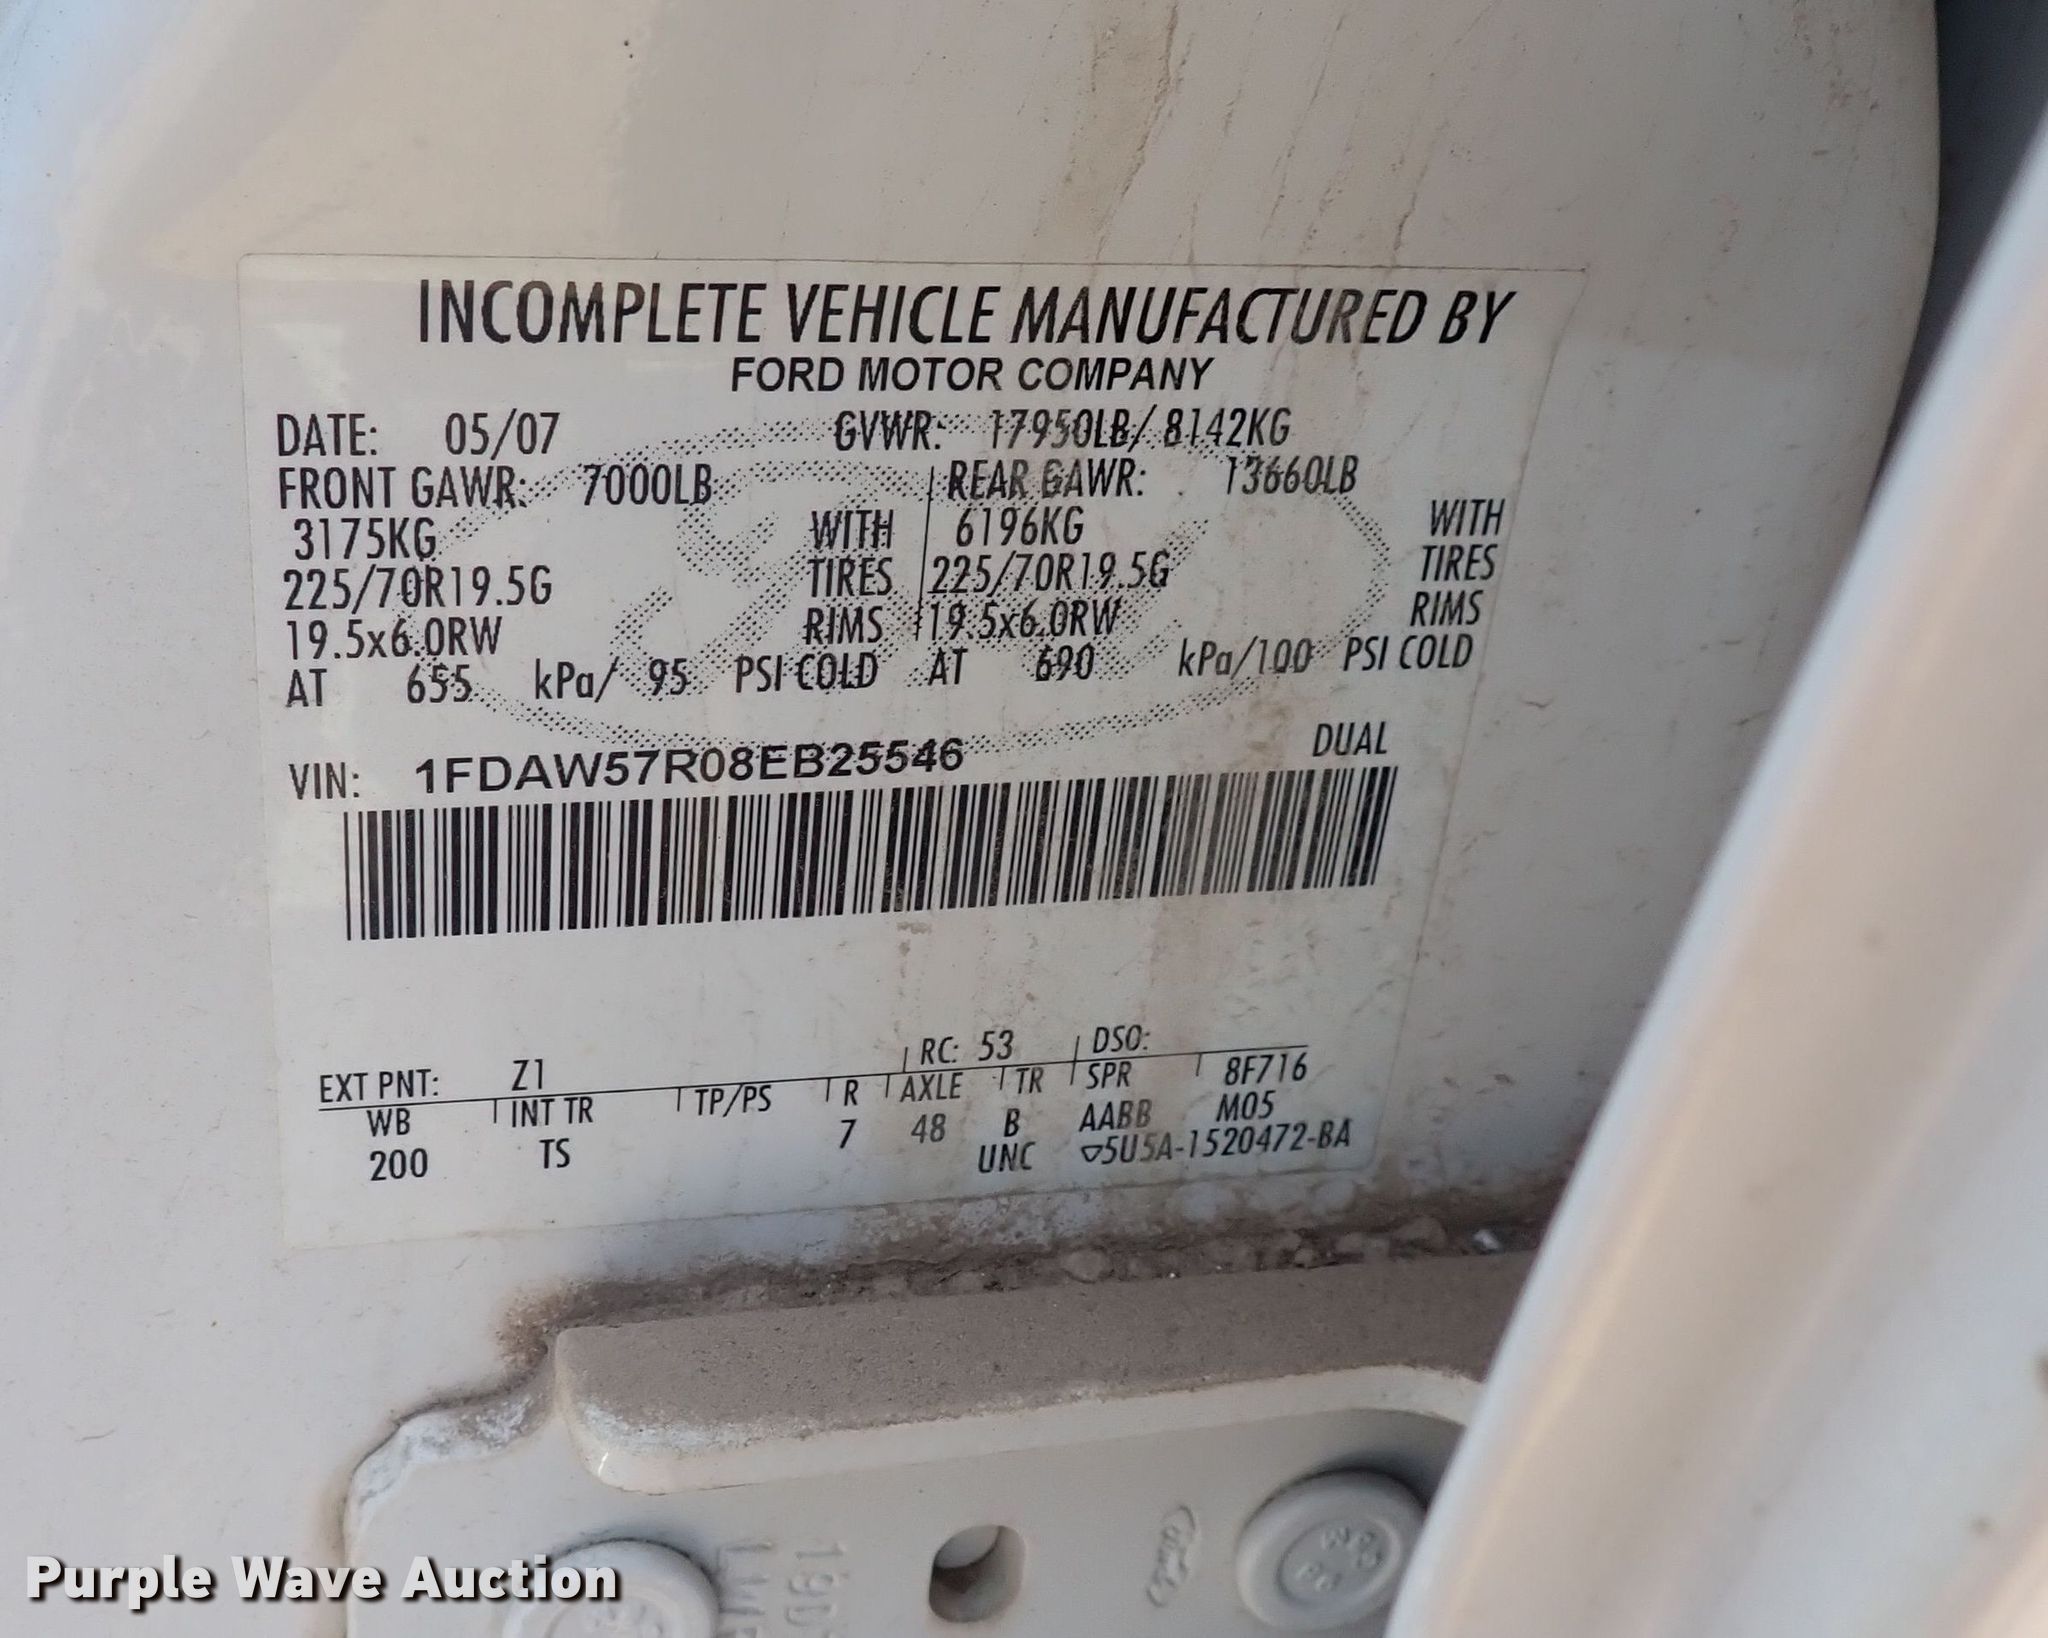 INCOMPLETE VEHICLE MANUFACTURED BY
FORD MOTOR COMPANY
DATE: 05/07 GVWR: 17950LB/ 8142KG
FRONT GAWR: 7000LB REAR GAWR: 13660LB
3175KG WITH 6196KG WITH
225/70R19.5G TIRES 225/70R19.5G TIRES
19.5x6.0RW RIMS 19.5x6.0RW RIMS
AT 655 kPa/ 95 PSI COLD AT 690 kPa/100 PSI COLD
VIN: 1FDAW57R08EB25546 DUAL
EXT PNT: Z1 RC: 53 DSO:
WB INT TR TP/PS R AXLE TR SPR 8F716
200 TS 7 48 B AABB M05
UNC ▽5U5A-1520472-BA
Ford
Purple Wave Auction